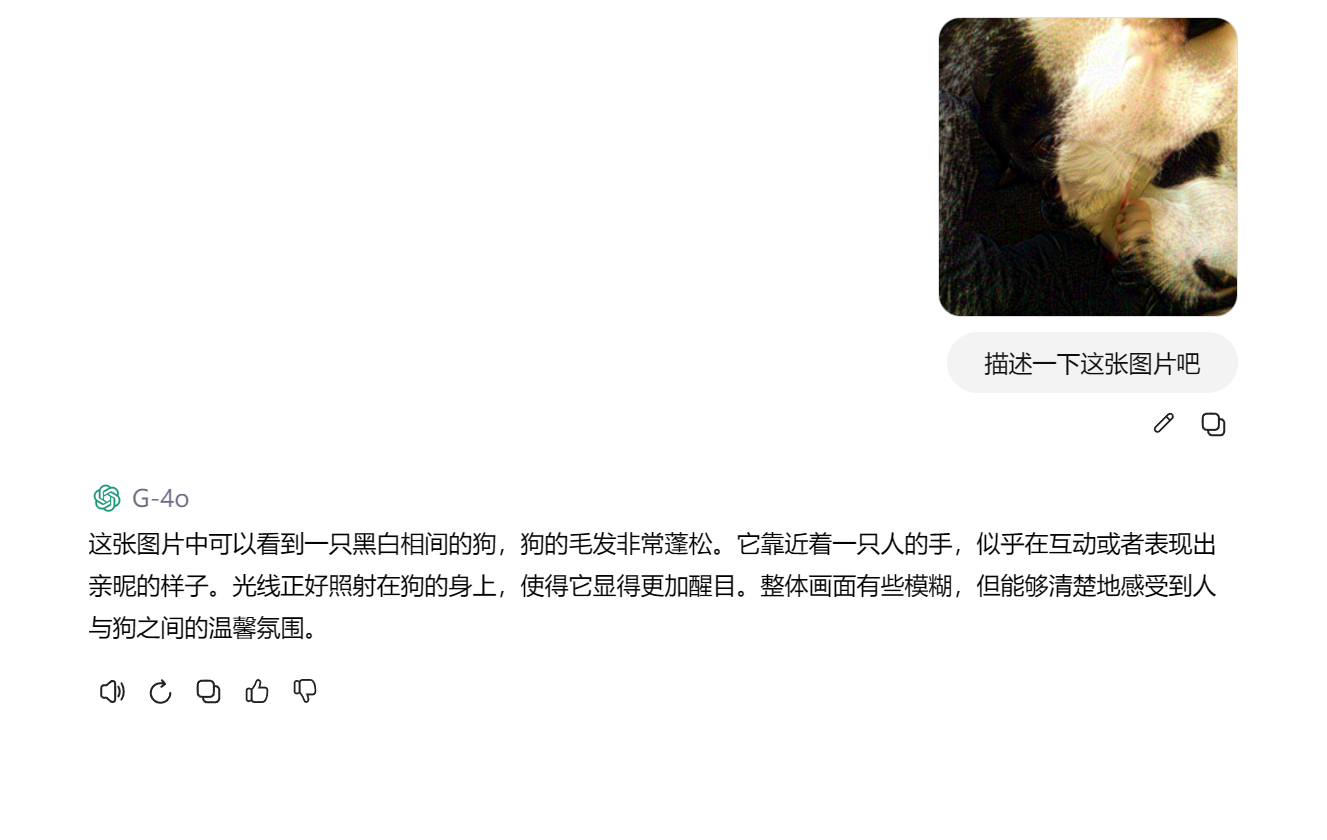 描述一下这张图片吧
G-4o
这张图片中可以看到一只黑白相间的狗，狗的毛发非常蓬松。它靠近着一只人的手，似乎在互动或者表现出
亲昵的样子。光线正好照射在狗的身上，使得它显得更加醒目。整体画面有些模糊，但能够清楚地感受到人
与狗之间的温馨氛围。